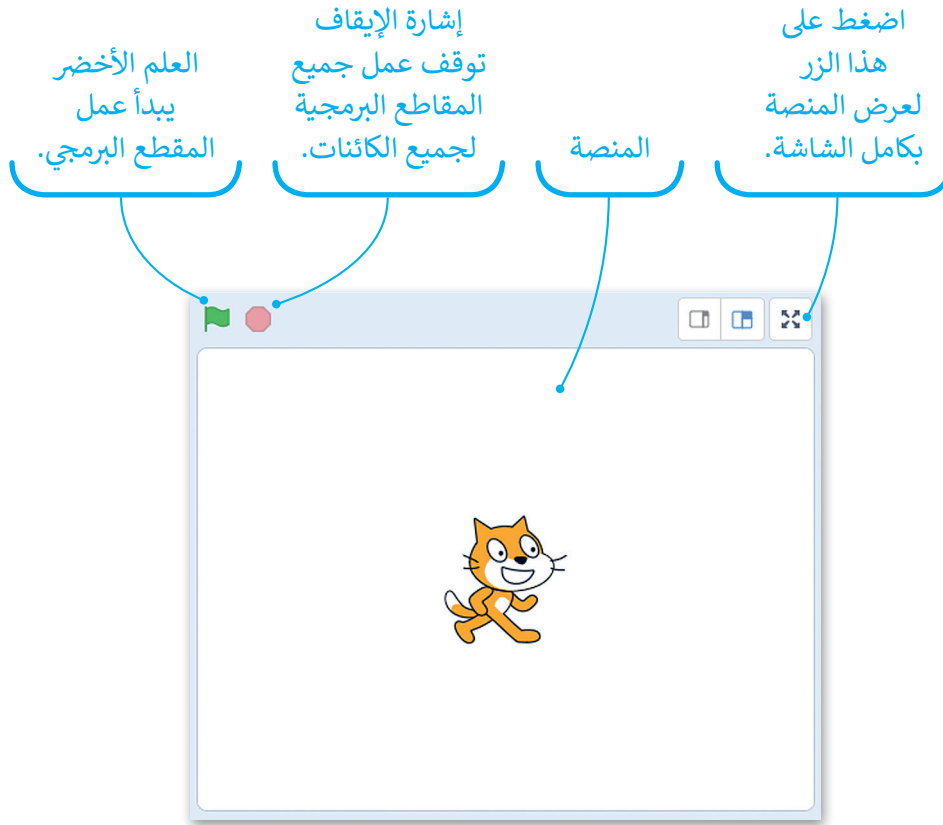 اضغط على
هذا الزر
لعرض المنصة
بكامل الشاشة.
المنصة
إشارة الإيقاف
توقف عمل جميع
المقاطع البرمجية
لجميع الكائنات.
العلم الأخضر
يبدأ عمل
المقطع البرمجي.